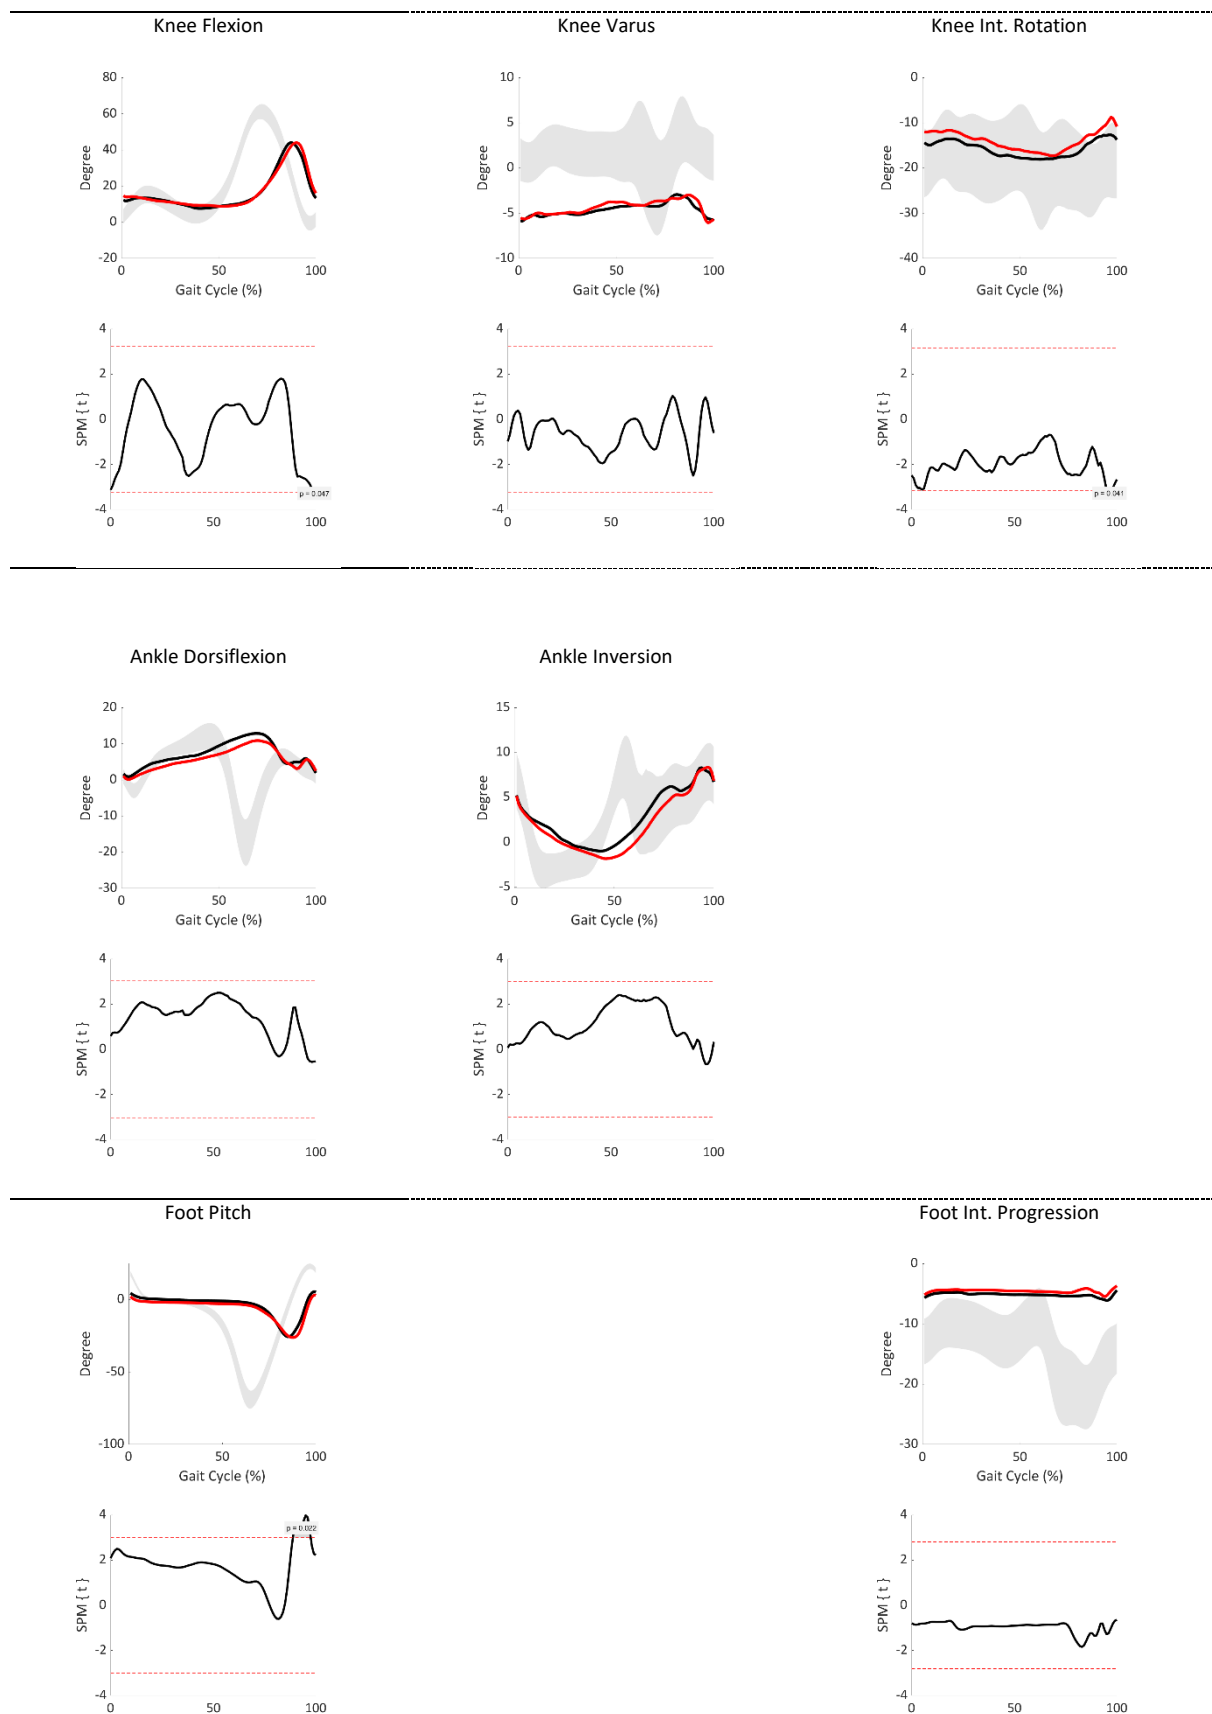 Knee Flexion Knee Varus Knee Int. Rotation
80 10 0
60 5 -10
40 0 -20
20 -5 -30
0 -10 -40
-20
Degree Degree Degree
0 50 100 0 50 100 0 50 100
Gait Cycle (%) Gait Cycle (%) Gait Cycle (%)
4 4 4
2 2 2
0 0 0
-2 -2 -2
-4 -4 -4
SPM { t } SPM { t } SPM { t }
p = 0.047 p = 0.041
0 50 100 0 50 100 0 50 100
Ankle Dorsiflexion Ankle Inversion
20 15
10 10
0 5
-10 0
-20 -5
-30
Degree Degree
0 50 100 0 50 100
Gait Cycle (%) Gait Cycle (%)
4 4
2 2
0 0
-2 -2
-4 -4
SPM { t } SPM { t }
0 50 100 0 50 100
Foot Pitch Foot Int. Progression
0 0
-50 -10
-100 -20
-30
Degree Degree
0 50 100 0 50 100
Gait Cycle (%) Gait Cycle (%)
4 4
2 2
0 0
-2 -2
-4 -4
SPM { t } SPM { t }
p = 0.022
0 50 100 0 50 100